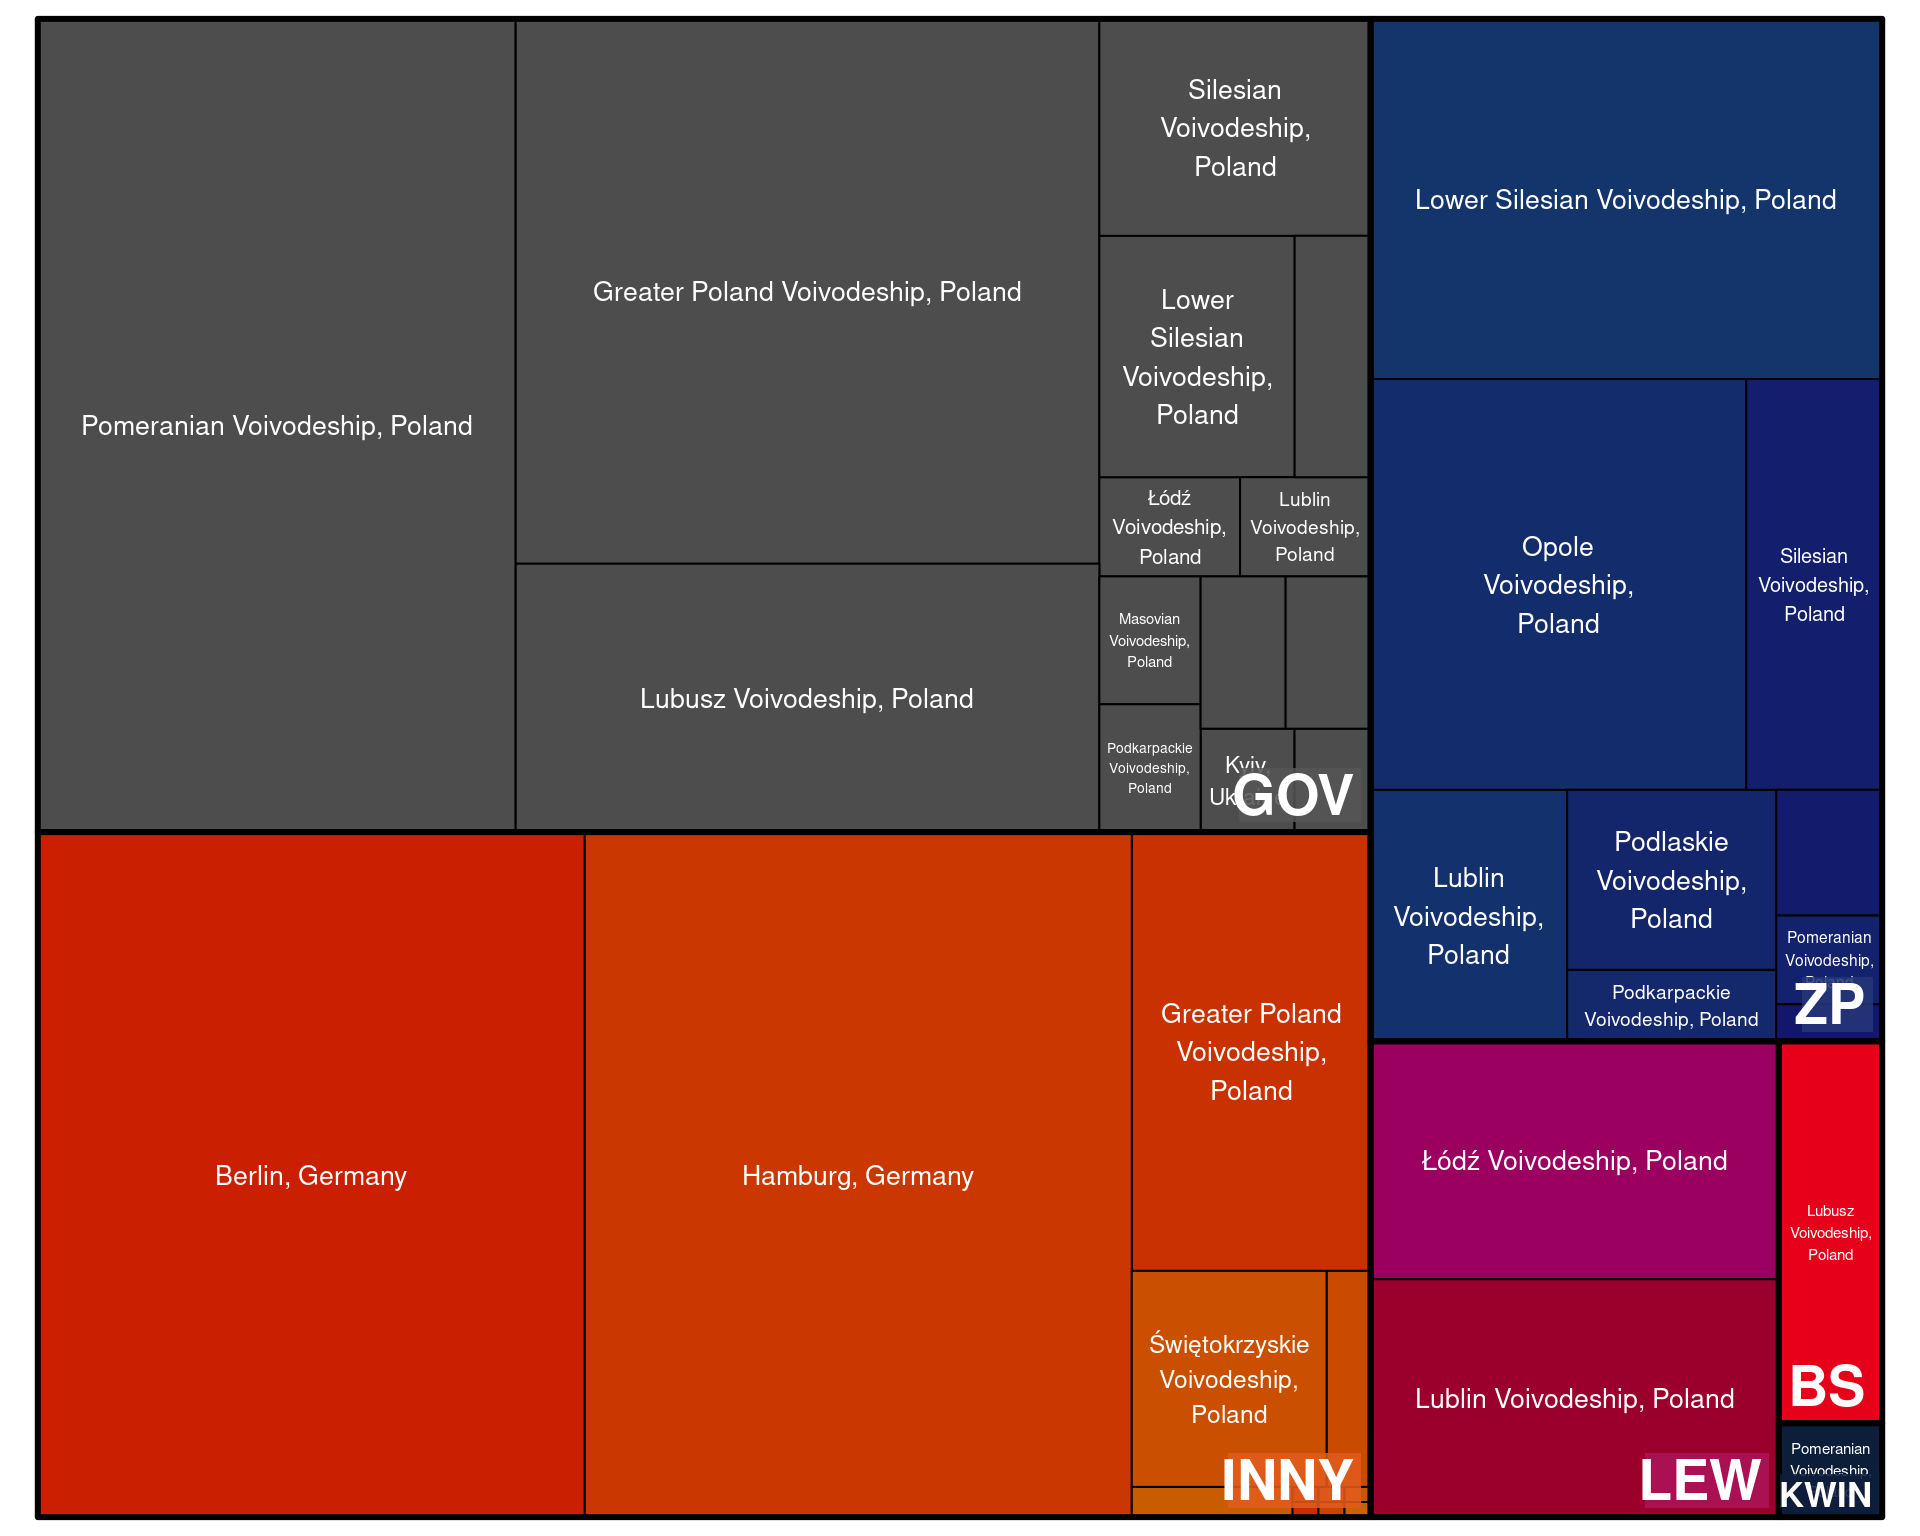 Pomeranian Voivodeship, Poland
Greater Poland Voivodeship, Poland
Lubusz Voivodeship, Poland
Silesian
Voivodeship,
Poland
Lower
Silesian
Voivodeship,
Poland
Łódź
Voivodeship,
Poland
Lublin
Voivodeship,
Poland
Masovian
Voivodeship,
Poland
Podkarpackie
Voivodeship,
Poland
Kyiv,
GOV
Lower Silesian Voivodeship, Poland
Opole
Voivodeship,
Poland
Silesian
Voivodeship,
Poland
Lublin
Voivodeship,
Poland
Podlaskie
Voivodeship,
Poland
Podkarpackie
Voivodeship, Poland
Pomeranian
Voivodeship,
Poland
ZP
Berlin, Germany
Hamburg, Germany
Greater Poland
Voivodeship,
Poland
Świętokrzyskie
Voivodeship,
Poland
INNY
Łódź Voivodeship, Poland
Lublin Voivodeship, Poland
LEW
Lubusz
Voivodeship,
Poland
BS
Pomeranian
Voivodeship,
KWIN